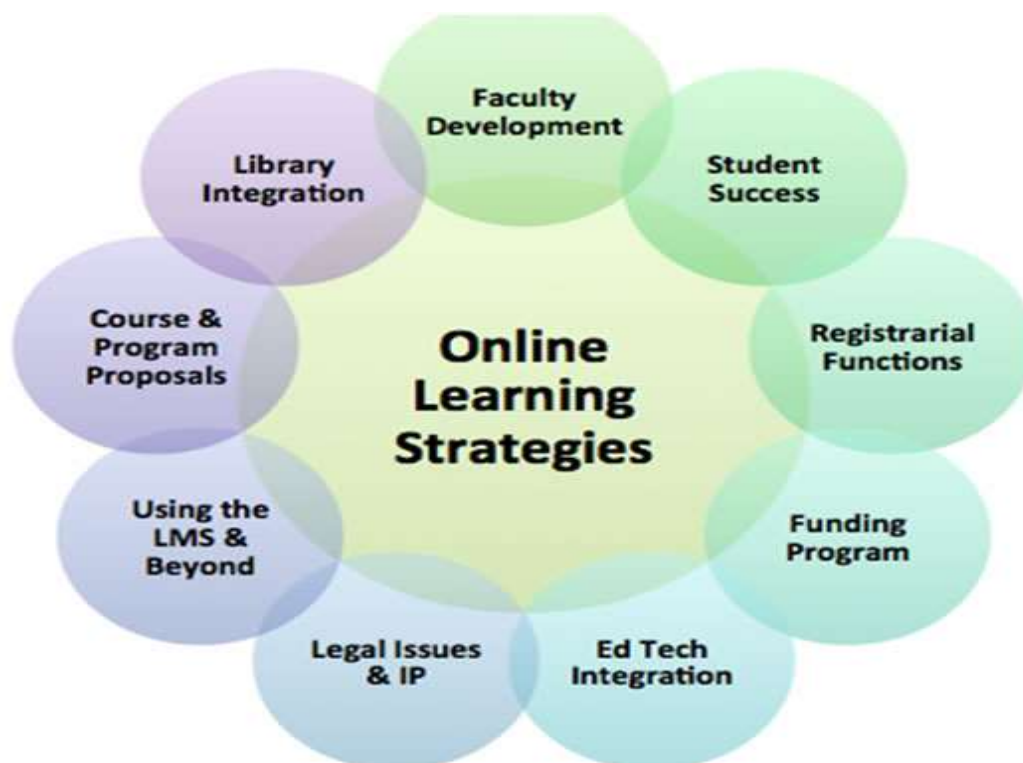 Faculty
Development
Student
Success
Registrarial
Functions
Funding
Program
Ed Tech
Integration
Legal Issues
& IP
Using the
LMS &
Beyond
Course &
Program
Proposals
Library
Integration
Online
Learning
Strategies